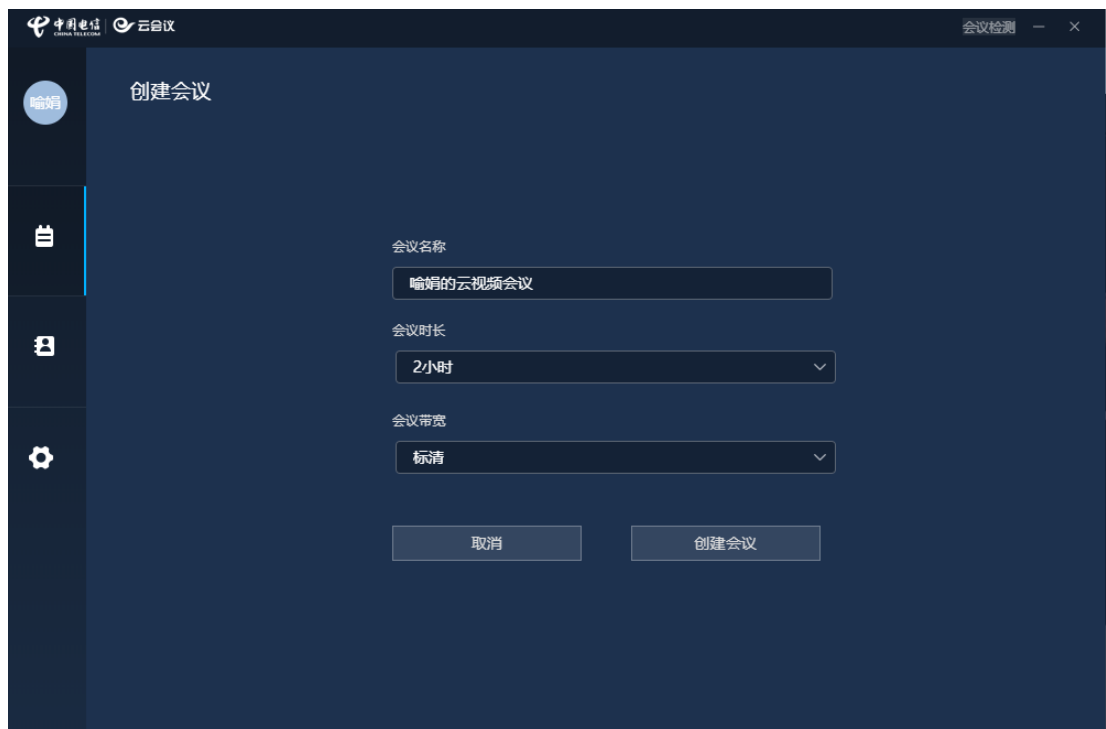 中国电信 云会议 会议检测
CHINA TELECOM
喻娟
创建会议
会议名称
喻娟的云视频会议
会议时长
2小时
会议带宽
标清
取消 创建会议